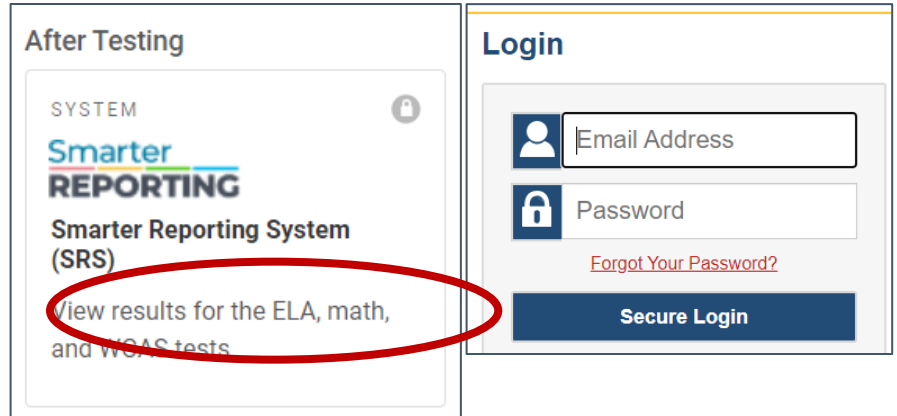 After Testing
SYSTEM
Smarter
REPORTING
Smarter Reporting System
(SRS)
View results for the ELA, math,
and WCAS tests
Login
Email Address
Password
Forgot Your Password?
Secure Login